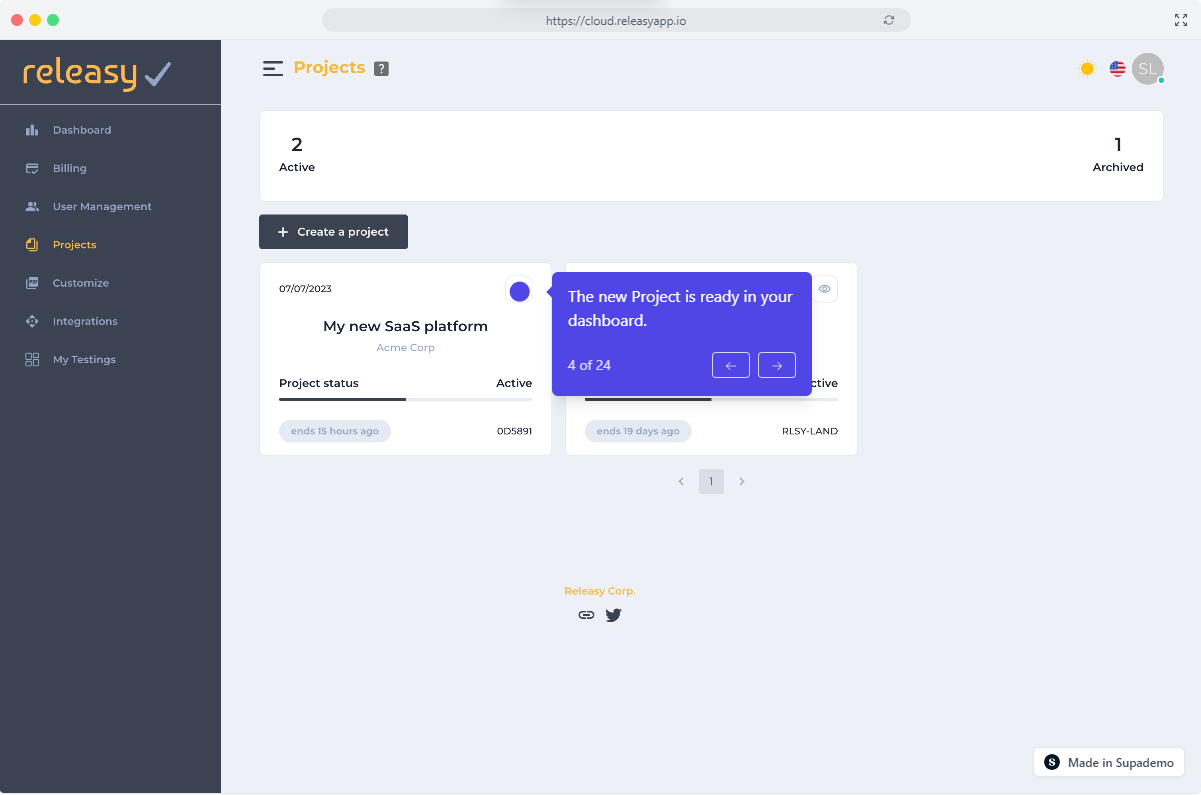 https://cloud.releasyapp.io
releasy
Projects ?
SL
Dashboard
Billing
User Management
Projects
Customize
Integrations
My Testings
2
Active
1
Archived
+ Create a project
07/07/2023
My new SaaS platform
Acme Corp
Project status Active
ends 15 hours ago 0D5891
The new Project is ready in your
dashboard.
4 of 24
ctive
ends 19 days ago RLSY-LAND
1
Releasy Corp.
S Made in Supademo